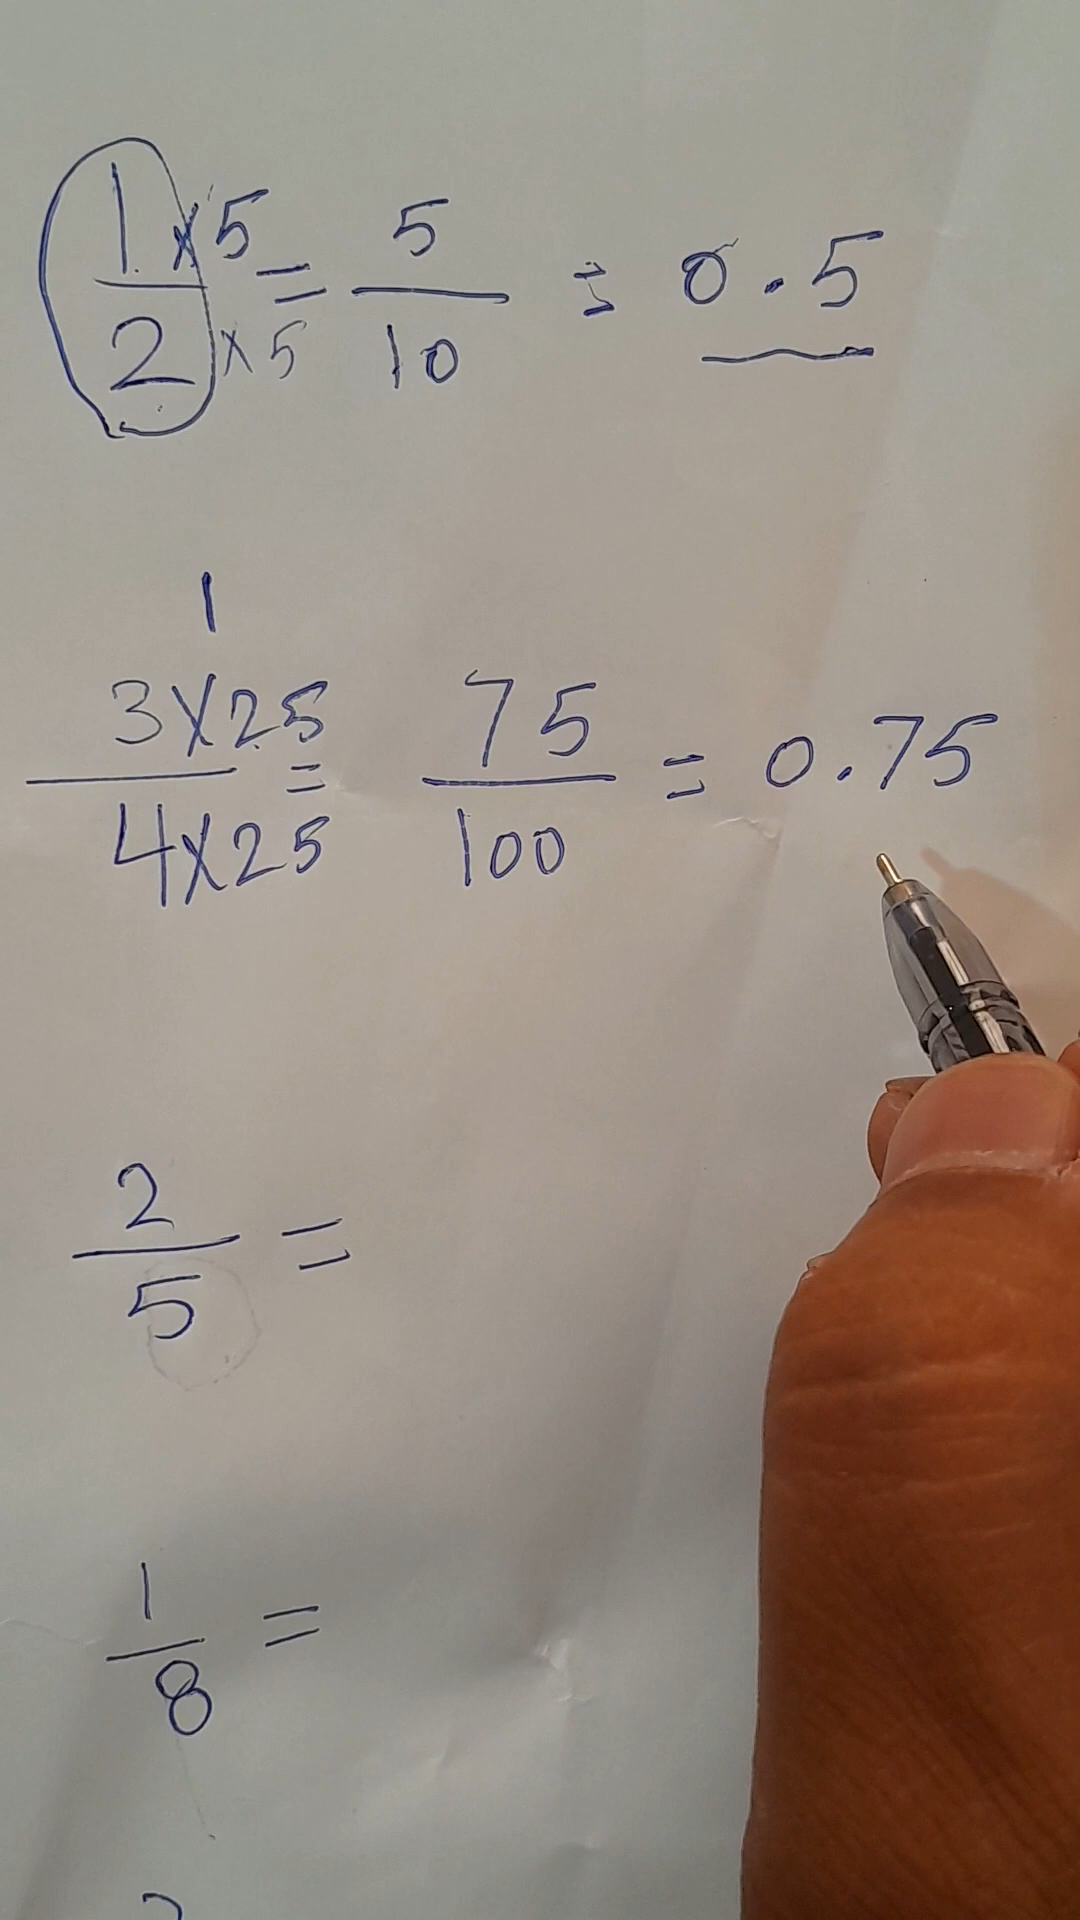 1 × 5 / 2 × 5 = 5 / 10 = 0.5
1
3 × 25 / 4 × 25 = 75 / 100 = 0.75
2 / 5 =
1 / 8 =